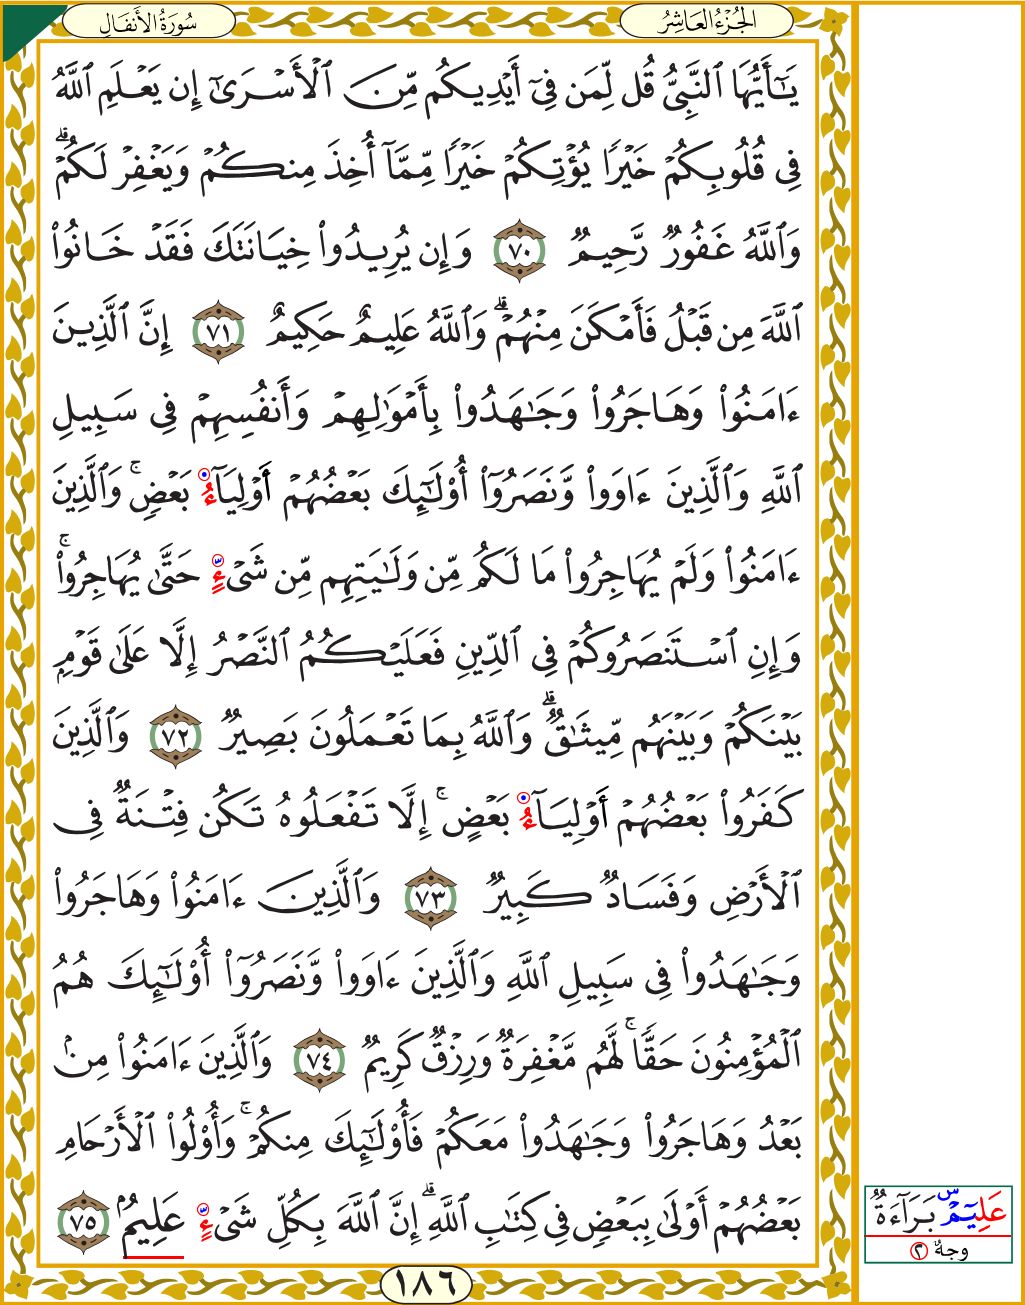 الجُزْءُ العَاشِرُ
سُورَةُ الأَنفَال
يَـٰٓأَيُّهَا ٱلنَّبِىُّ قُل لِّمَن فِىٓ أَيْدِيكُم مِّنَ ٱلْأَسْرَىٰٓ إِن يَعْلَمِ ٱللَّهُ
فِى قُلُوبِكُمْ خَيْرًا يُؤْتِكُمْ خَيْرًا مِّمَّآ أُخِذَ مِنكُمْ وَيَغْفِرْ لَكُمْ ۗ
وَٱللَّهُ غَفُورٌ رَّحِيمٌ ٧٠ وَإِن يُرِيدُوا۟ خِيَانَتَكَ فَقَدْ خَانُوا۟
ٱللَّهَ مِن قَبْلُ فَأَمْكَنَ مِنْهُمْ ۗ وَٱللَّهُ عَلِيمٌ حَكِيمٌ ٧١ إِنَّ ٱلَّذِينَ
ءَامَنُوا۟ وَهَاجَرُوا۟ وَجَـٰهَدُوا۟ بِأَمْوَٰلِهِمْ وَأَنفُسِهِمْ فِى سَبِيلِ
ٱللَّهِ وَٱلَّذِينَ ءَاوَوا۟ وَّنَصَرُوٓا۟ أُو۟لَـٰٓئِكَ بَعْضُهُمْ أَوْلِيَآءُ بَعْضٍ ۚ وَٱلَّذِينَ
ءَامَنُوا۟ وَلَمْ يُهَاجِرُوا۟ مَا لَكُم مِّن وَلَـٰيَتِهِم مِّن شَىْءٍ حَتَّىٰ يُهَاجِرُوا۟ ۚ
وَإِنِ ٱسْتَنصَرُوكُمْ فِى ٱلدِّينِ فَعَلَيْكُمُ ٱلنَّصْرُ إِلَّا عَلَىٰ قَوْمٍۭ
بَيْنَكُمْ وَبَيْنَهُم مِّيثَـٰقٌ ۗ وَٱللَّهُ بِمَا تَعْمَلُونَ بَصِيرٌ ٧٢ وَٱلَّذِينَ
كَفَرُوا۟ بَعْضُهُمْ أَوْلِيَآءُ بَعْضٍ ۚ إِلَّا تَفْعَلُوهُ تَكُن فِتْنَةٌ فِى
ٱلْأَرْضِ وَفَسَادٌ كَبِيرٌ ٧٣ وَٱلَّذِينَ ءَامَنُوا۟ وَهَاجَرُوا۟
وَجَـٰهَدُوا۟ فِى سَبِيلِ ٱللَّهِ وَٱلَّذِينَ ءَاوَوا۟ وَّنَصَرُوٓا۟ أُو۟لَـٰٓئِكَ هُمُ
ٱلْمُؤْمِنُونَ حَقًّا ۚ لَّهُم مَّغْفِرَةٌ وَرِزْقٌ كَرِيمٌ ٧٤ وَٱلَّذِينَ ءَامَنُوا۟ مِنۢ
بَعْدُ وَهَاجَرُوا۟ وَجَـٰهَدُوا۟ مَعَكُمْ فَأُو۟لَـٰٓئِكَ مِنكُمْ ۚ وَأُو۟لُوا۟ ٱلْأَرْحَامِ
بَعْضُهُمْ أَوْلَىٰ بِبَعْضٍ فِى كِتَـٰبِ ٱللَّهِ ۗ إِنَّ ٱللَّهَ بِكُلِّ شَىْءٍ عَلِيمٌۢ ٧٥
عَلِيمٌ ۜ بَرَآءَةٌ
وجهٌ ٢
١٨٦